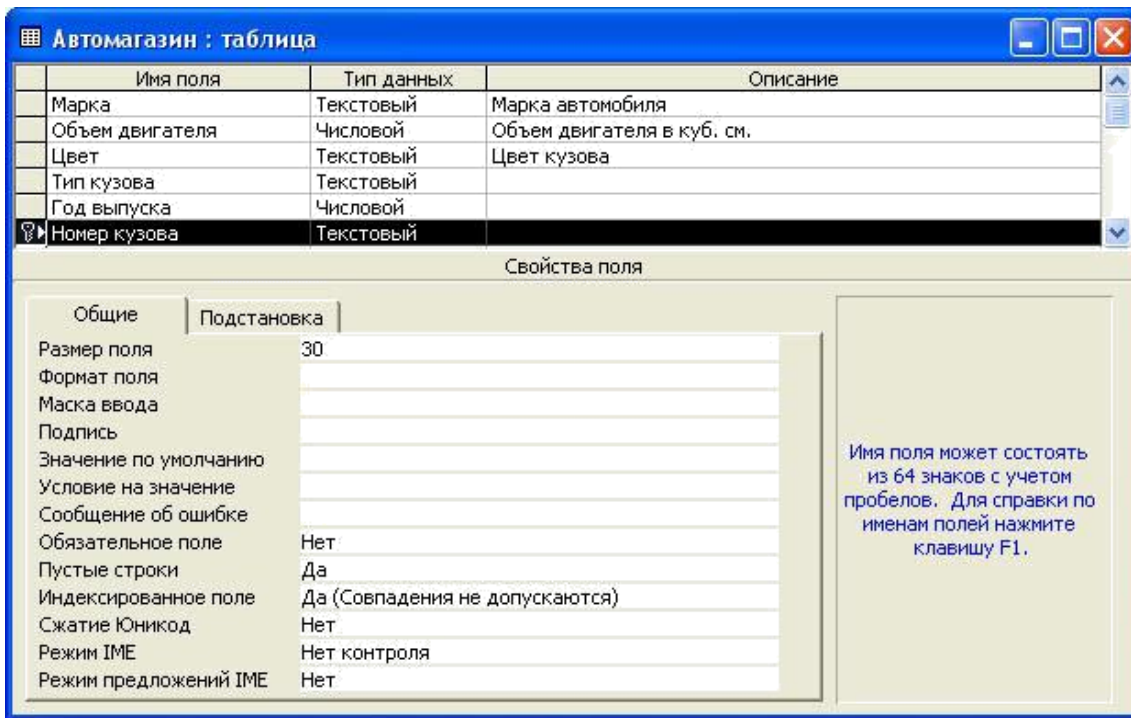 Автомагазин : таблица
Имя поля Тип данных Описание
Марка Текстовый Марка автомобиля
Объем двигателя Числовой Объем двигателя в куб. см.
Цвет Текстовый Цвет кузова
Тип кузова Текстовый
Год выпуска Числовой
Номер кузова Текстовый
Свойства поля
Общие Подстановка
Размер поля 30
Формат поля
Маска ввода
Подпись
Значение по умолчанию
Условие на значение
Сообщение об ошибке
Обязательное поле Нет
Пустые строки Да
Индексированное поле Да (Совпадения не допускаются)
Сжатие Юникод Нет
Режим IME Нет контроля
Режим предложений IME Нет
Имя поля может состоять
из 64 знаков с учетом
пробелов. Для справки по
именам полей нажмите
клавишу F1.